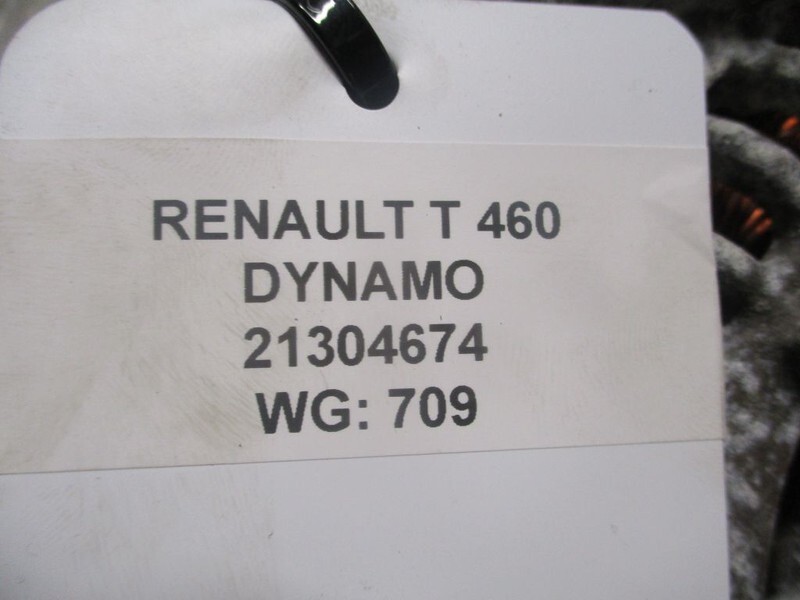 RENAULT T 460
DYNAMO
21304674
WG: 709